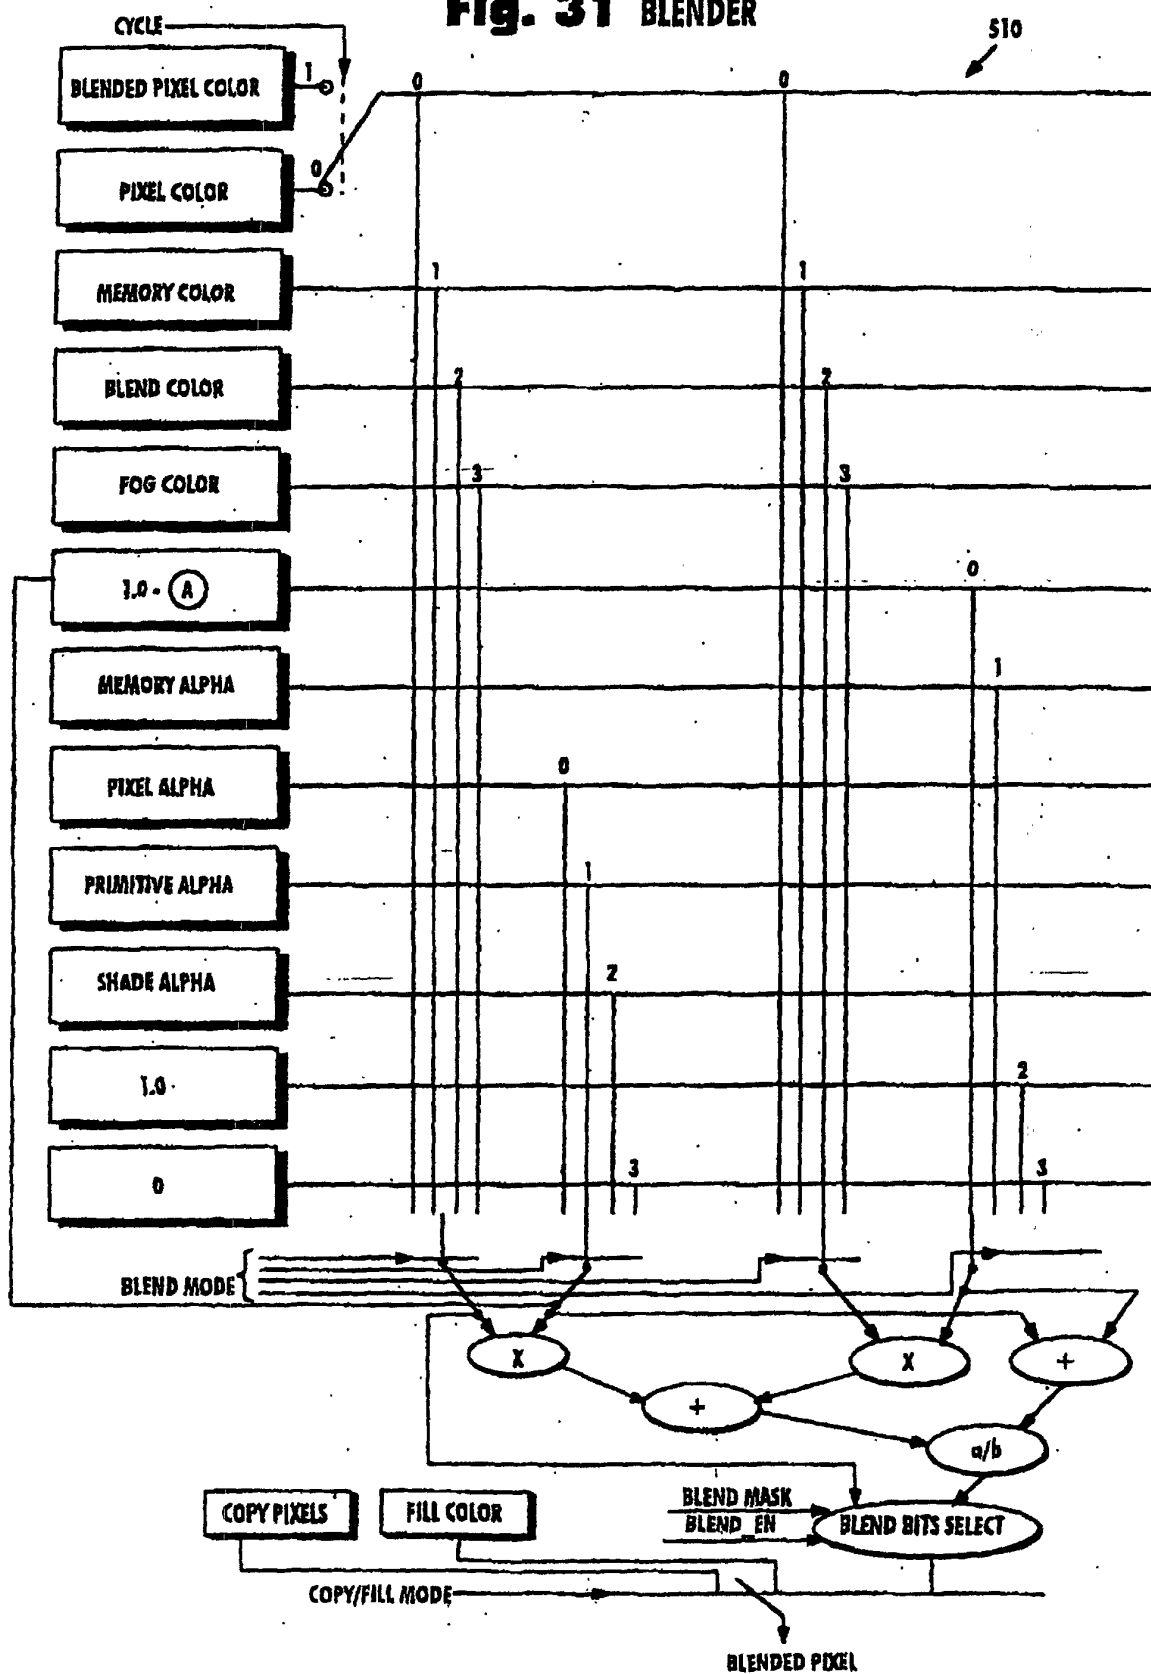 Fig. 31 BLENDER
CYCLE
510
BLENDED PIXEL COLOR
1
0
0
PIXEL COLOR
0
MEMORY COLOR
1
1
BLEND COLOR
2
2
FOG COLOR
3
3
1.0 - A
0
MEMORY ALPHA
1
PIXEL ALPHA
0
PRIMITIVE ALPHA
1
SHADE ALPHA
2
1.0
2
0
3
3
BLEND MODE
X
X
+
+
a/b
COPY PIXELS
FILL COLOR
BLEND MASK
BLEND_EN
BLEND BITS SELECT
COPY/FILL MODE
BLENDED PIXEL